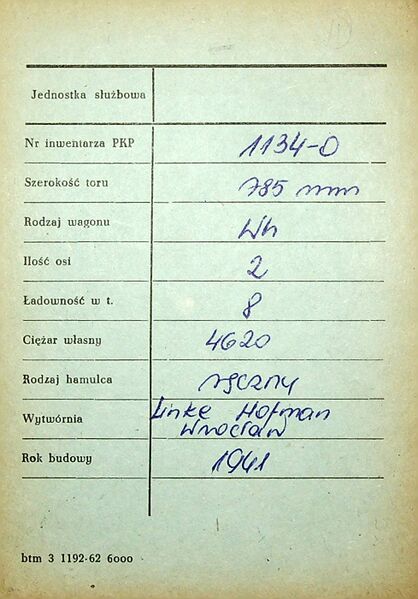 Jednostka służbowa
Nr inwentarza PKP 1134-0
Szerokość toru 785 mm
Rodzaj wagonu Wh
Ilość osi 2
Ładowność w t. 8
Ciężar własny 4620
Rodzaj hamulca ręczny
Wytwórnia Linke Hofman
Wrocław
Rok budowy 1941
btm 3 1192-62 6000